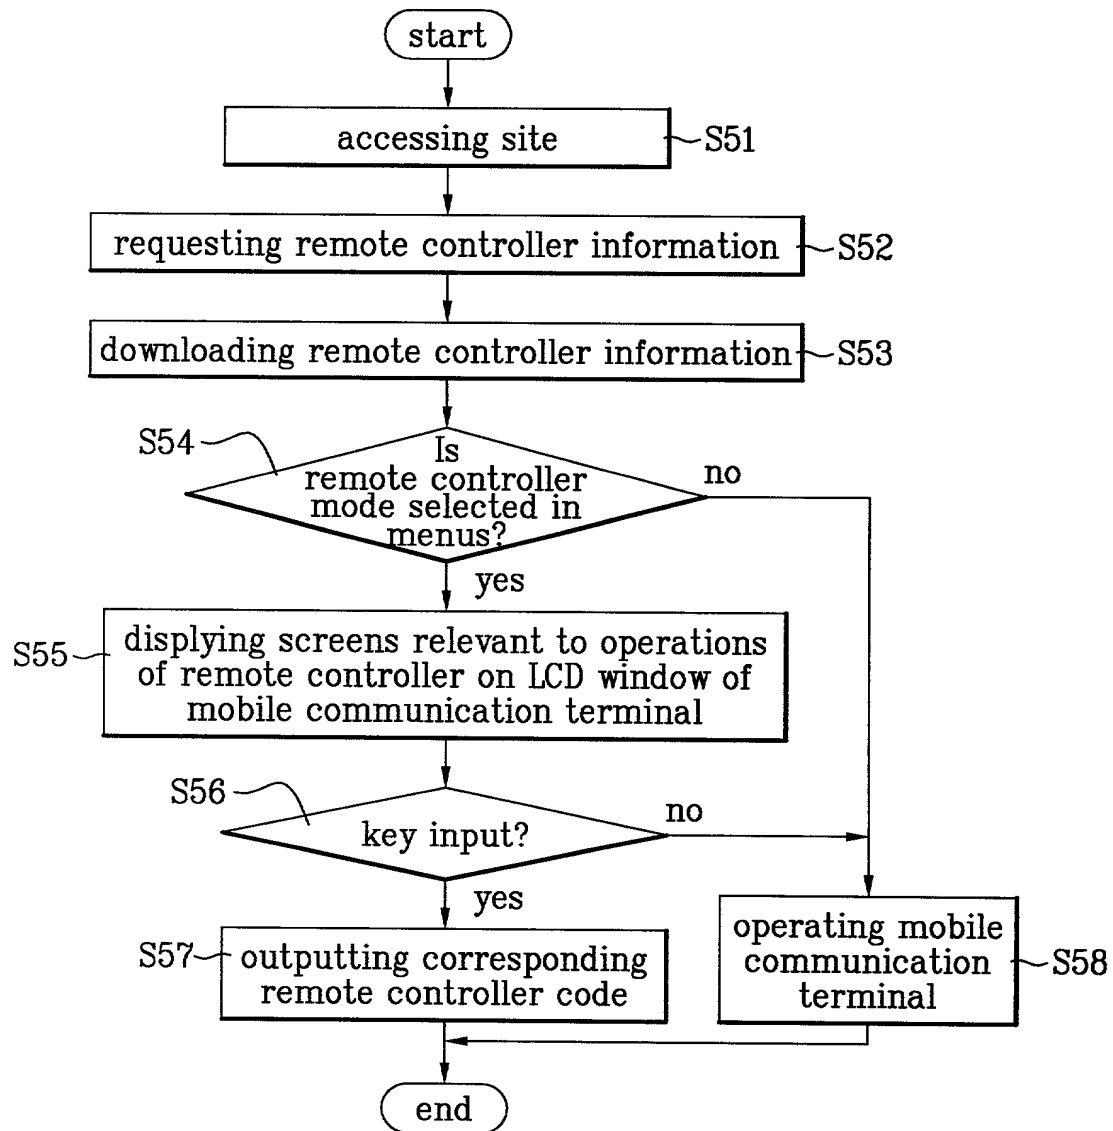 start
accessing site
S51
requesting remote controller information
S52
downloading remote controller information
S53
S54
Is
remote controller
mode selected in
menus?
no
yes
S55
displying screens relevant to operations
of remote controller on LCD window of
mobile communication terminal
S56
key input?
no
yes
S57
outputting corresponding
remote controller code
operating mobile
communication
terminal
S58
end